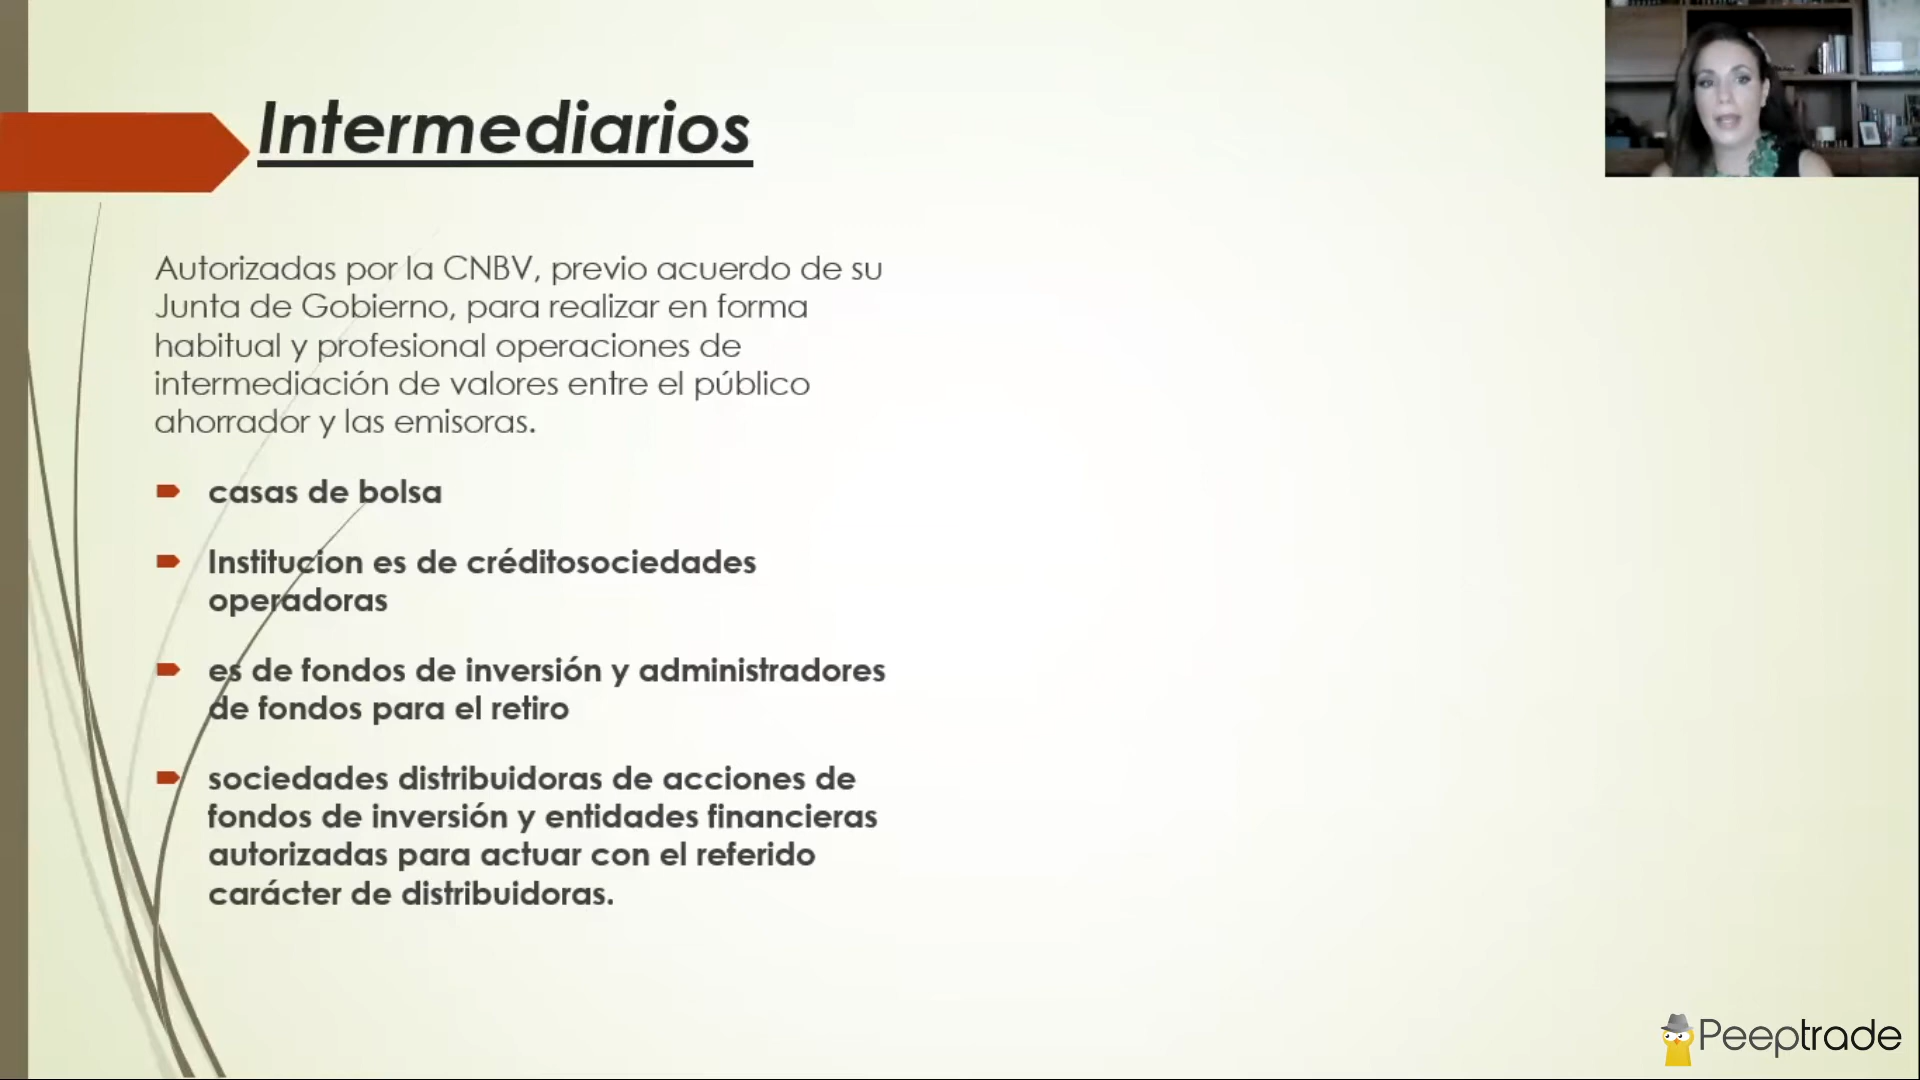 Intermediarios
Autorizadas por la CNBV, previo acuerdo de su
Junta de Gobierno, para realizar en forma
habitual y profesional operaciones de
intermediación de valores entre el público
ahorrador y las emisoras.
casas de bolsa
Institucion es de créditosociedades
operadoras
es de fondos de inversión y administradores
de fondos para el retiro
sociedades distribuidoras de acciones de
fondos de inversión y entidades financieras
autorizadas para actuar con el referido
carácter de distribuidoras.
Peeptrade